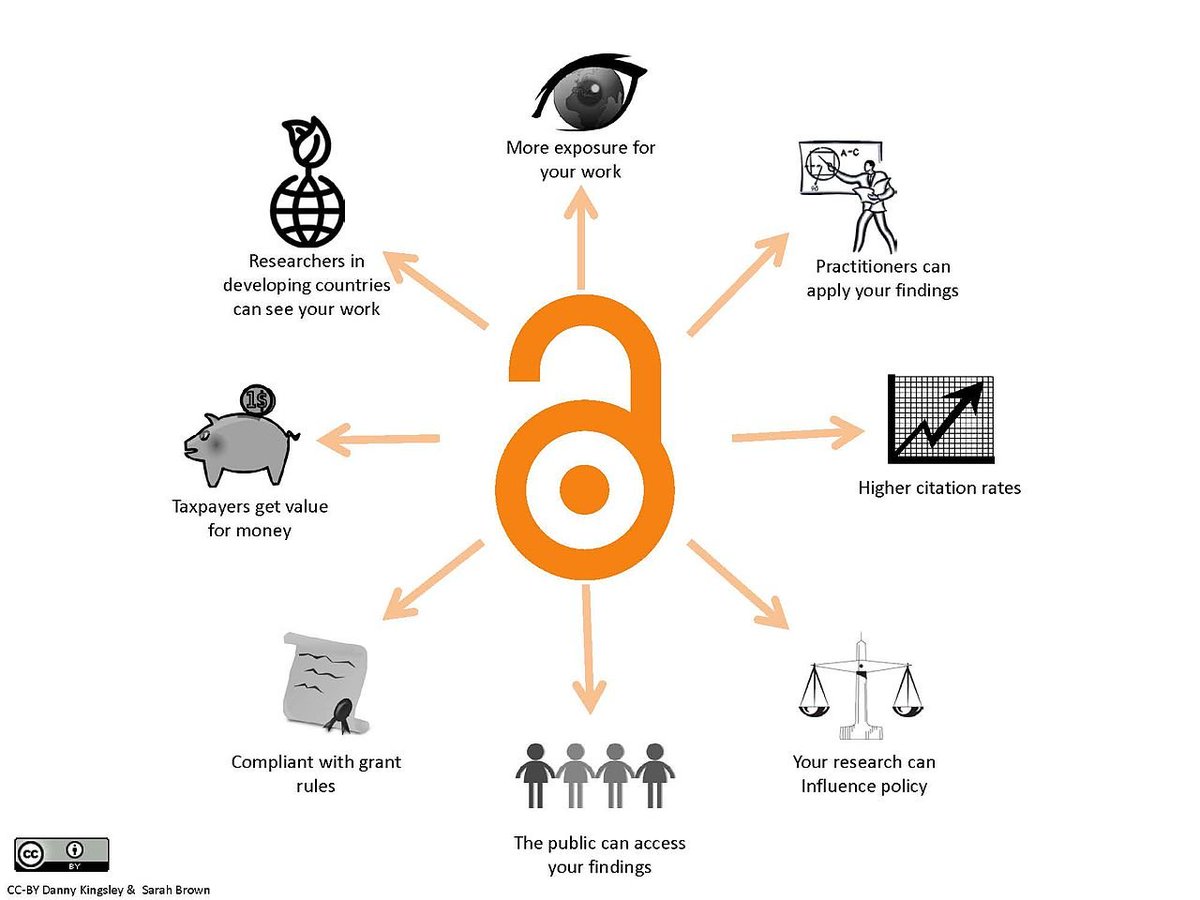 More exposure for
your work
A-C
Practitioners can
apply your findings
Researchers in
developing countries
can see your work
1$
Taxpayers get value
for money
Higher citation rates
Compliant with grant
rules
Your research can
Influence policy
The public can access
your findings
cc
BY
CC-BY Danny Kingsley & Sarah Brown